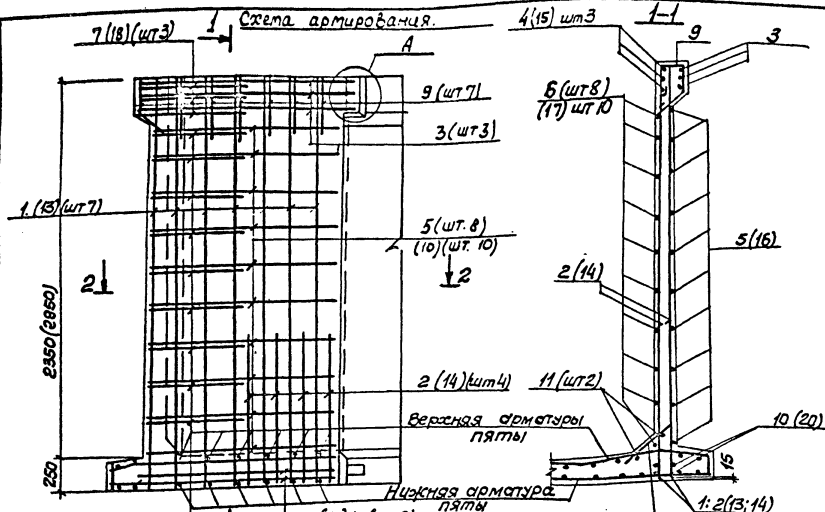 Схема армирования.
1
7(18)(шт3)
А
9(шт7)
3(шт3)
1.(13)(шт7)
5(шт.8)
(10)(шт.10)
2
2
2350(2860)
2(14)(шт4)
Верхняя арматуры
пяты
250
Нижняя арматура
пяты
1-1
4(15) шт3
9
3
6(шт8)
(17) шт10
5(16)
2(14)
11(шт2)
10(20)
15
1:2(13;14)